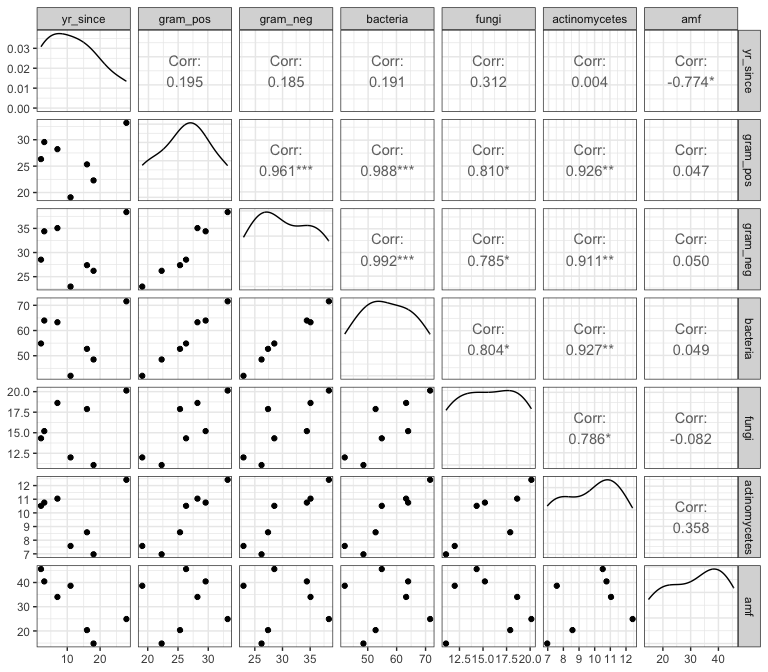 yr_since gram_pos gram_neg bacteria fungi actinomycetes amf
0.03
0.02
0.01
0.00
Corr:
0.195
Corr:
0.185
Corr:
0.191
Corr:
0.312
Corr:
0.004
Corr:
-0.774*
yr_since
30
25
20
Corr:
0.961***
Corr:
0.988***
Corr:
0.810*
Corr:
0.926**
Corr:
0.047
gram_pos
35
30
25
Corr:
0.992***
Corr:
0.785*
Corr:
0.911**
Corr:
0.050
gram_neg
70
60
50
Corr:
0.804*
Corr:
0.927**
Corr:
0.049
bacteria
20.0
17.5
15.0
12.5
Corr:
0.786*
Corr:
-0.082
fungi
12
11
10
9
8
7
Corr:
0.358
actinomycetes
40
30
20
amf
10 20
20 25 30
25 30 35
50 60 70
12.5 15.0 17.5 20.0
7 8 9 10 11 12
20 30 40